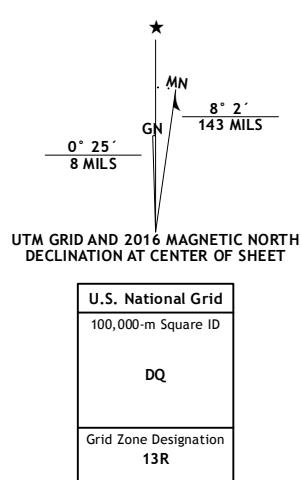 MN
GN
8° 2´
143 MILS
0° 25´
8 MILS
UTM GRID AND 2016 MAGNETIC NORTH
DECLINATION AT CENTER OF SHEET
U.S. National Grid
100,000-m Square ID
DQ
Grid Zone Designation
13R